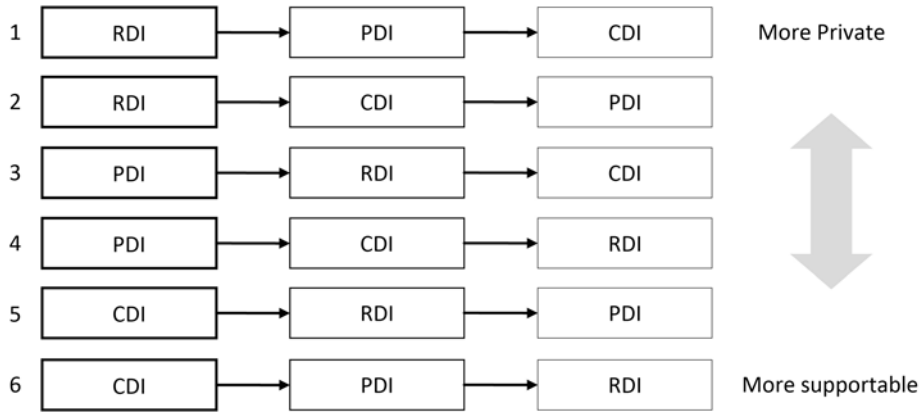 1 RDI PDI CDI More Private
2 RDI CDI PDI
3 PDI RDI CDI
4 PDI CDI RDI
5 CDI RDI PDI
6 CDI PDI RDI More supportable